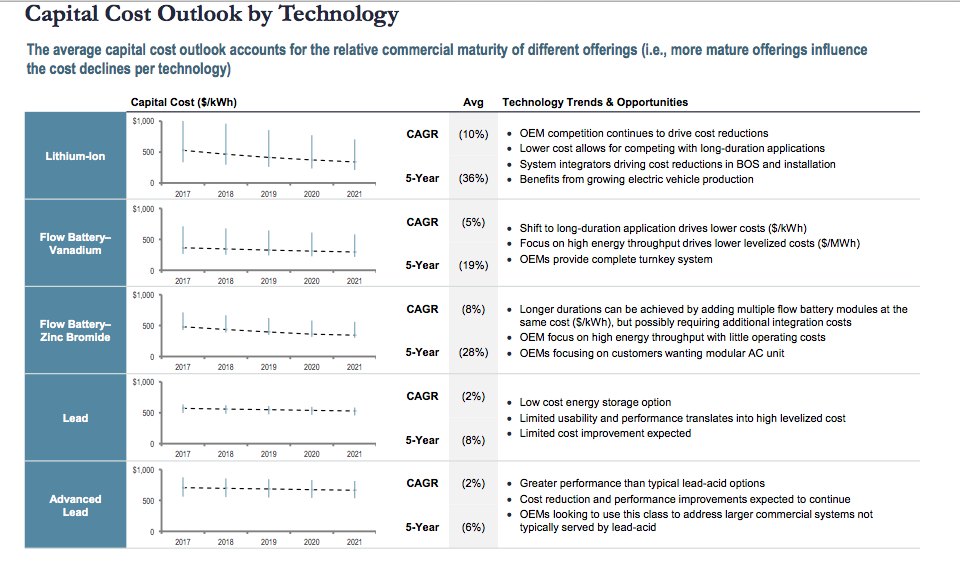 Capital Cost Outlook by Technology
The average capital cost outlook accounts for the relative commercial maturity of different offerings (i.e., more mature offerings influence
the cost declines per technology)
Capital Cost ($/kWh)
Avg
Technology Trends & Opportunities
Lithium-Ion
$1,000
500
0
2017 2018 2019 2020 2021
CAGR (10%)
5-Year (36%)
• OEM competition continues to drive cost reductions
• Lower cost allows for competing with long-duration applications
• System integrators driving cost reductions in BOS and installation
• Benefits from growing electric vehicle production
Flow Battery–
Vanadium
$1,000
500
0
2017 2018 2019 2020 2021
CAGR (5%)
5-Year (19%)
• Shift to long-duration application drives lower costs ($/kWh)
• Focus on high energy throughput drives lower levelized costs ($/MWh)
• OEMs provide complete turnkey system
Flow Battery–
Zinc Bromide
$1,000
500
0
2017 2018 2019 2020 2021
CAGR (8%)
5-Year (28%)
• Longer durations can be achieved by adding multiple flow battery modules at the
same cost ($/kWh), but possibly requiring additional integration costs
• OEM focus on high energy throughput with little operating costs
• OEMs focusing on customers wanting modular AC unit
Lead
$1,000
500
0
2017 2018 2019 2020 2021
CAGR (2%)
5-Year (8%)
• Low cost energy storage option
• Limited usability and performance translates into high levelized cost
• Limited cost improvement expected
Advanced
Lead
$1,000
500
0
2017 2018 2019 2020 2021
CAGR (2%)
5-Year (6%)
• Greater performance than typical lead-acid options
• Cost reduction and performance improvements expected to continue
• OEMs looking to use this class to address larger commercial systems not
typically served by lead-acid